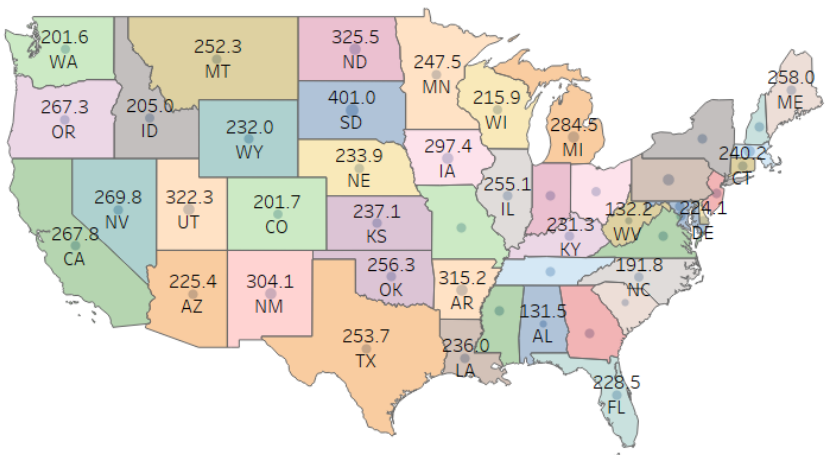 201.6
WA
252.3
MT
325.5
ND
247.5
MN
258.0
ME
267.3
OR
205.0
ID
401.0
SD
215.9
WI
284.5
MI
232.0
WY
297.4
IA
240.2
CT
233.9
NE
255.1
IL
269.8
NV
322.3
UT
201.7
CO
237.1
KS
231.3
KY
132.2
WV
224.1
DE
267.8
CA
225.4
AZ
304.1
NM
256.3
OK
315.2
AR
191.8
NC
253.7
TX
236.0
LA
131.5
AL
228.5
FL